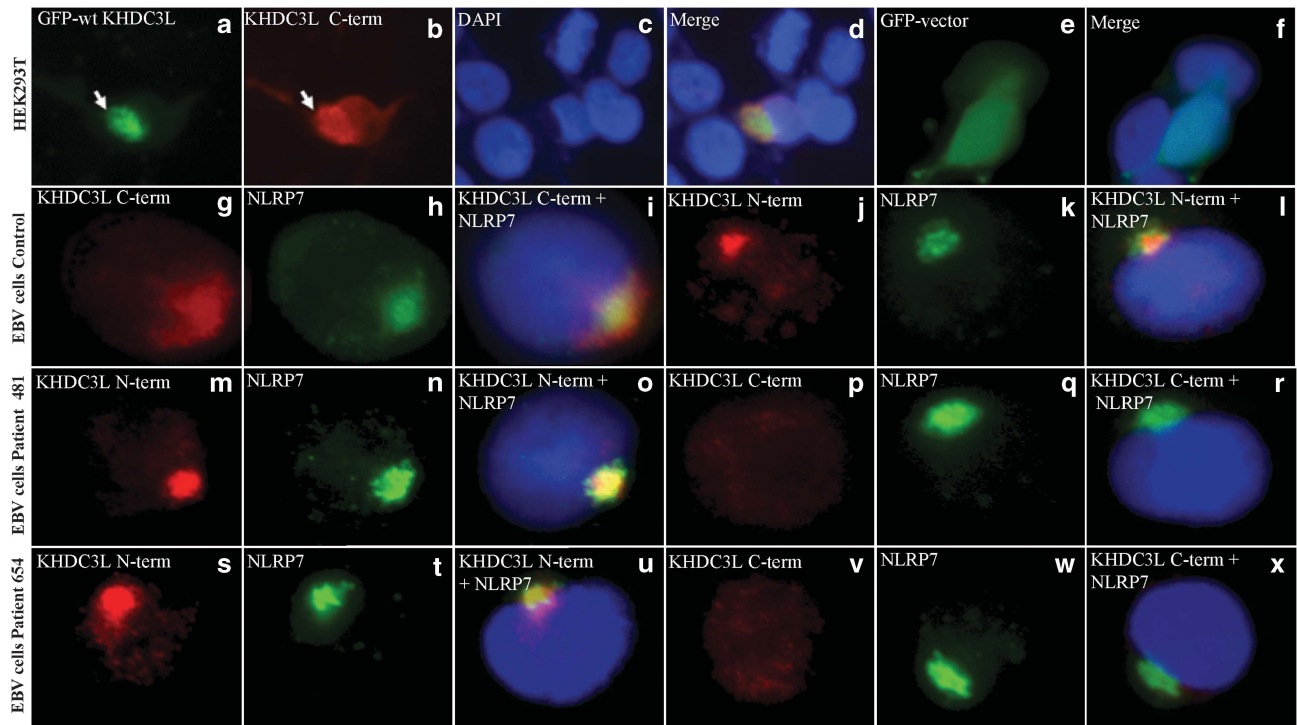 HEK293T
GFP-wt KHDC3L a
KHDC3L C-term b
DAPI c
Merge d
GFP-vector e
Merge f
EBV cells Control
KHDC3L C-term g
NLRP7 h
KHDC3L C-term + i
NLRP7
KHDC3L N-term j
NLRP7 k
KHDC3L N-term + l
NLRP7
EBV cells Patient 481
KHDC3L N-term m
NLRP7 n
KHDC3L N-term + o
NLRP7
KHDC3L C-term p
NLRP7 q
KHDC3L C-term + r
NLRP7
EBV cells Patient 654
KHDC3L N-term s
NLRP7 t
KHDC3L N-term u
+ NLRP7
KHDC3L C-term v
NLRP7 w
KHDC3L C-term + x
NLRP7